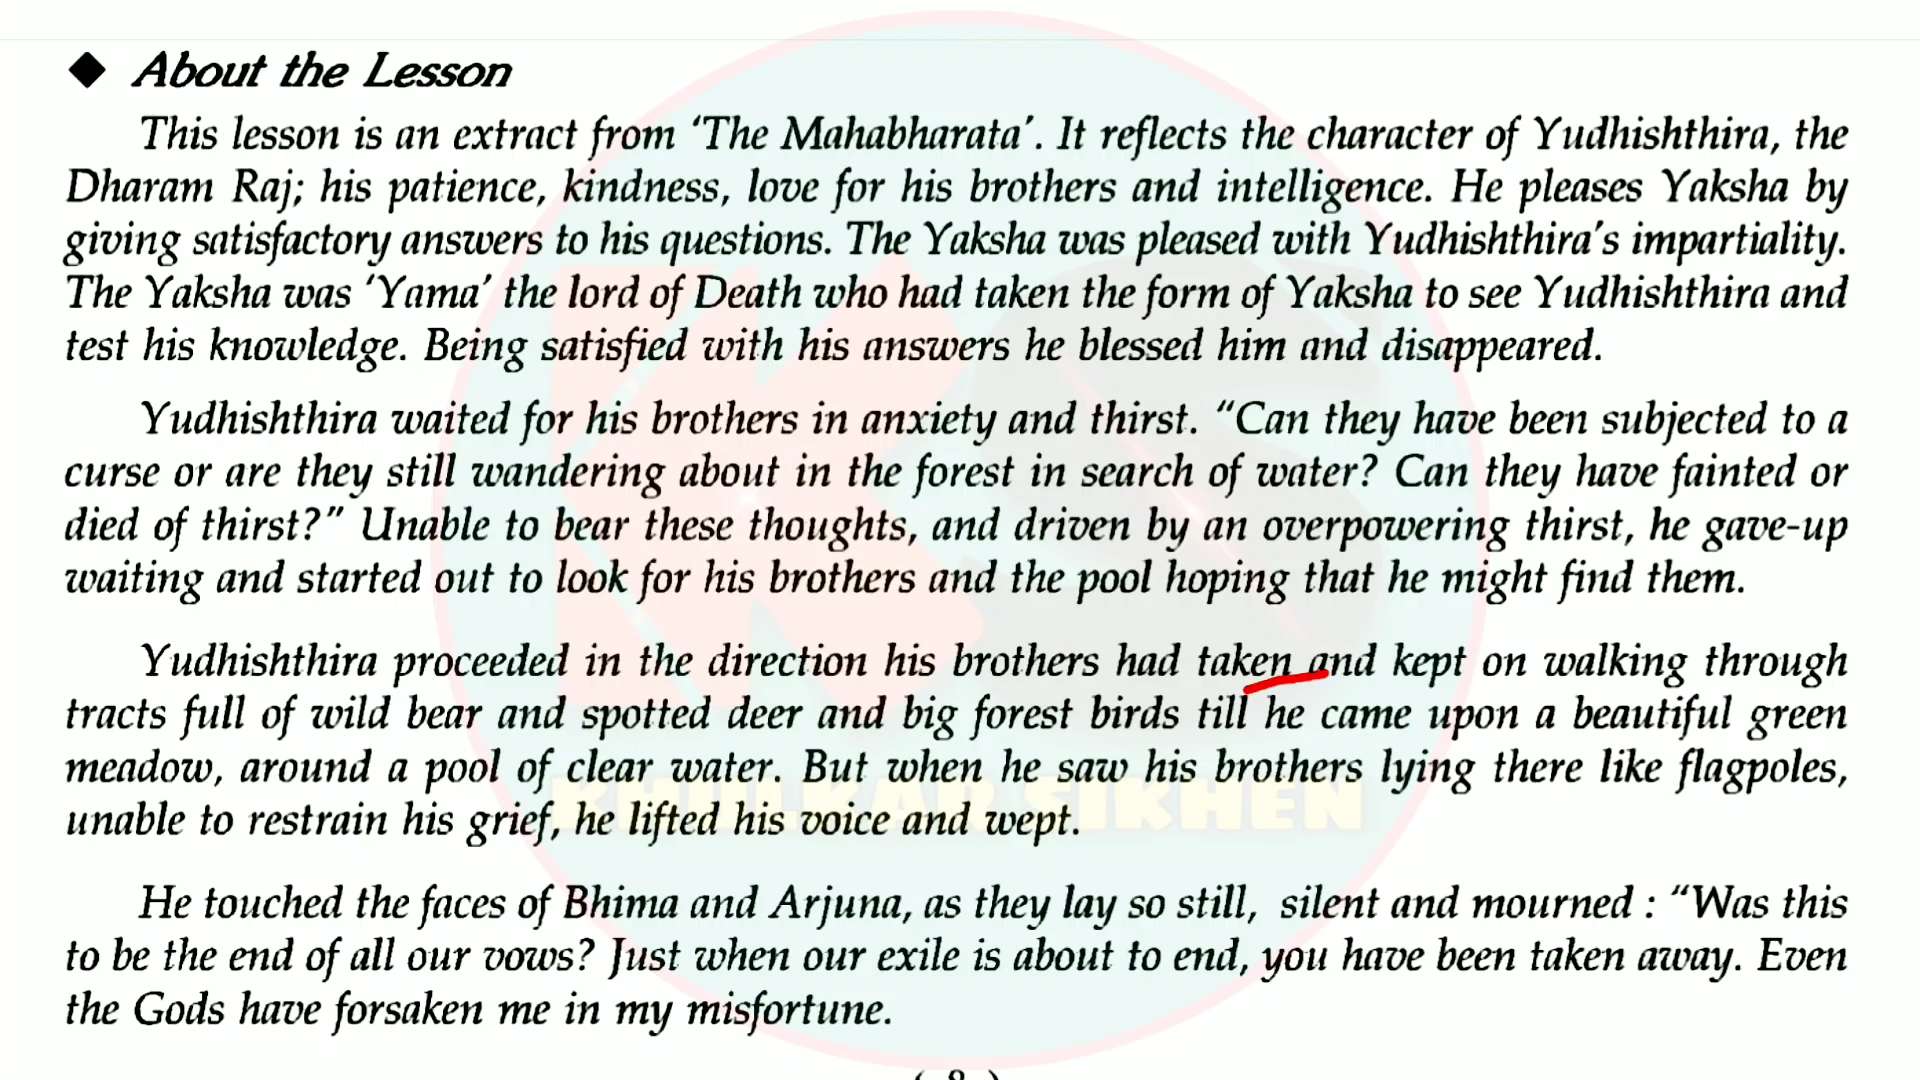 ◆ About the Lesson
This lesson is an extract from ‘The Mahabharata’. It reflects the character of Yudhishthira, the
Dharam Raj; his patience, kindness, love for his brothers and intelligence. He pleases Yaksha by
giving satisfactory answers to his questions. The Yaksha was pleased with Yudhishthira's impartiality.
The Yaksha was ‘Yama’ the lord of Death who had taken the form of Yaksha to see Yudhishthira and
test his knowledge. Being satisfied with his answers he blessed him and disappeared.
Yudhishthira waited for his brothers in anxiety and thirst. “Can they have been subjected to a
curse or are they still wandering about in the forest in search of water? Can they have fainted or
died of thirst?” Unable to bear these thoughts, and driven by an overpowering thirst, he gave-up
waiting and started out to look for his brothers and the pool hoping that he might find them.
Yudhishthira proceeded in the direction his brothers had taken and kept on walking through
tracts full of wild bear and spotted deer and big forest birds till he came upon a beautiful green
meadow, around a pool of clear water. But when he saw his brothers lying there like flagpoles,
unable to restrain his grief, he lifted his voice and wept.
KHULKAR SIKHEN
He touched the faces of Bhima and Arjuna, as they lay so still, silent and mourned : “Was this
to be the end of all our vows? Just when our exile is about to end, you have been taken away. Even
the Gods have forsaken me in my misfortune.